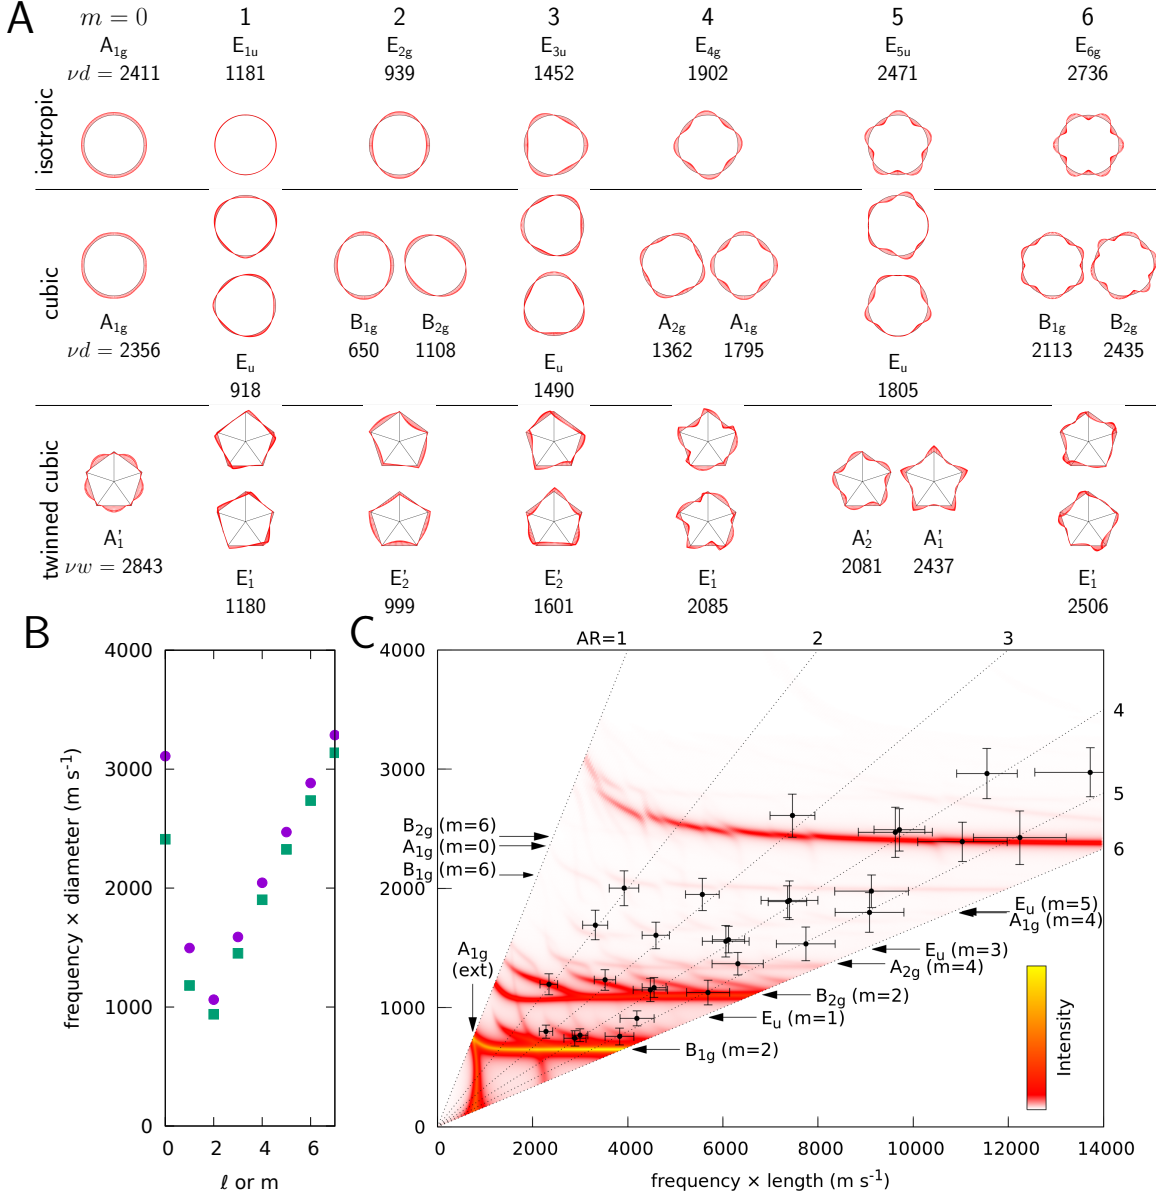 A
m = 0 1 2 3 4 5 6
A1g E1u E2g E3u E4g E5u E6g
νd = 2411 1181 939 1452 1902 2471 2736
isotropic
cubic
A1g B1g B2g A2g A1g B1g B2g
νd = 2356 650 1108 1362 1795 2113 2435
Eu Eu Eu
918 1490 1805
twinned cubic
A′1 A′2 A′1
νw = 2843 2081 2437
E′1 E′2 E′2 E′1 E′1
1180 999 1601 2085 2506
B
4000
3000
2000
1000
0
0 2 4 6
frequency × diameter (m s-1)
ℓ or m
C
AR=1 2 3
4
5
6
4000
3000
2000
1000
0
B2g (m=6)
A1g (m=0)
B1g (m=6)
A1g
(ext)
Eu (m=5)
A1g (m=4)
Eu (m=3)
A2g (m=4)
B2g (m=2)
Eu (m=1)
B1g (m=2)
Intensity
0 2000 4000 6000 8000 10000 12000 14000
frequency × length (m s-1)